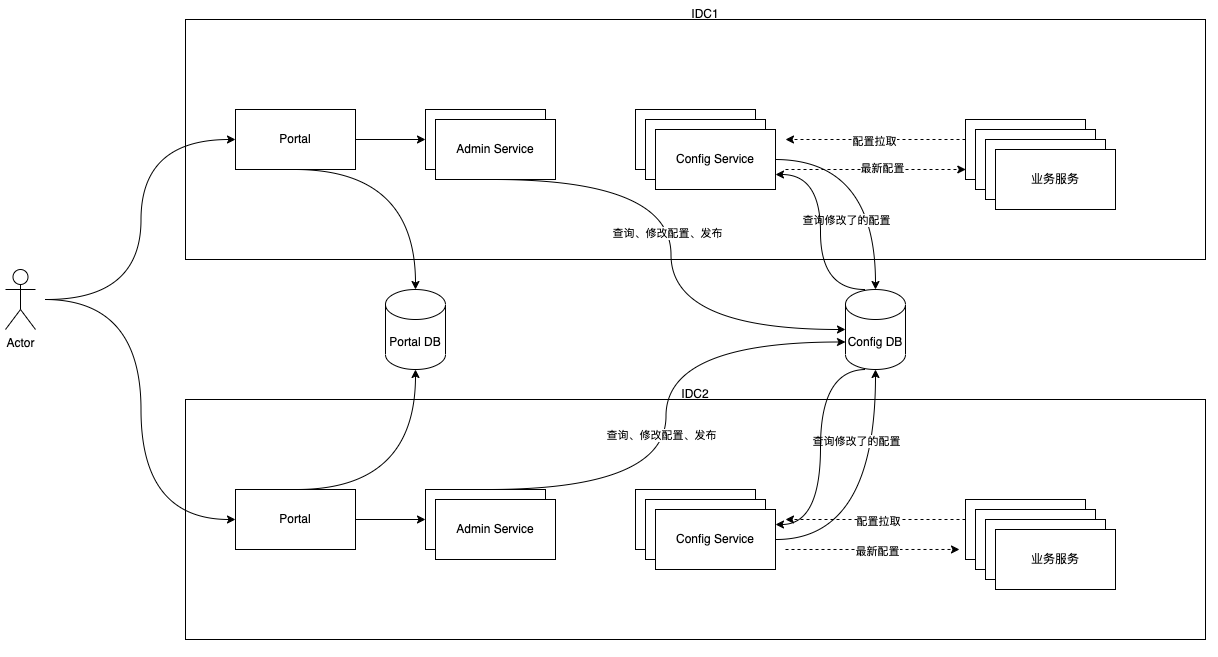 IDC1
Portal
Admin Service
Config Service
配置拉取
最新配置
业务服务
查询修改了的配置
查询、修改配置、发布
Actor
Portal DB
Config DB
IDC2
查询、修改配置、发布
查询修改了的配置
Portal
Admin Service
Config Service
配置拉取
最新配置
业务服务